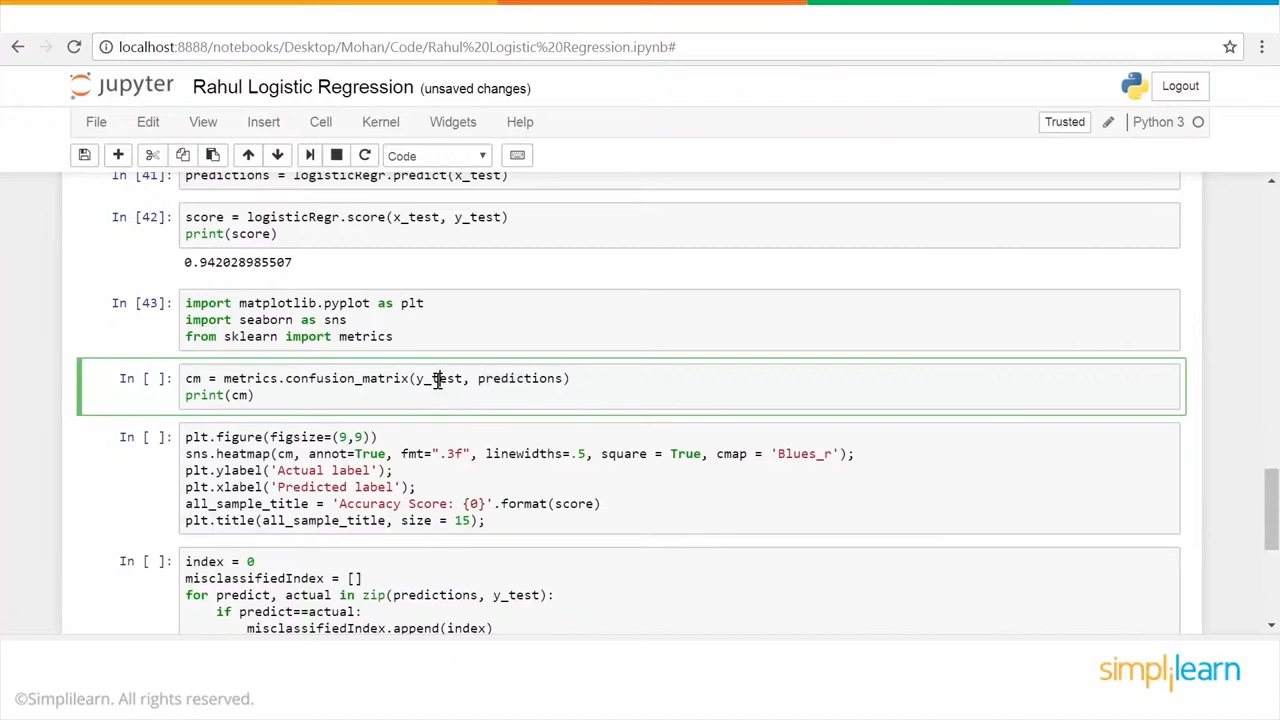 localhost:8888/notebooks/Desktop/Mohan/Code/Rahul%20Logistic%20Regression.ipynb#
jupyter Rahul Logistic Regression (unsaved changes) Logout
File Edit View Insert Cell Kernel Widgets Help Trusted Python 3
Code
In [41]: predictions = logisticRegr.predict(x_test)
In [42]: score = logisticRegr.score(x_test, y_test)
print(score)
0.942028985507
In [43]: import matplotlib.pyplot as plt
import seaborn as sns
from sklearn import metrics
In [ ]: cm = metrics.confusion_matrix(y_test, predictions)
print(cm)
In [ ]: plt.figure(figsize=(9,9))
sns.heatmap(cm, annot=True, fmt=".3f", linewidths=.5, square = True, cmap = 'Blues_r');
plt.ylabel('Actual label');
plt.xlabel('Predicted label');
all_sample_title = 'Accuracy Score: {0}'.format(score)
plt.title(all_sample_title, size = 15);
In [ ]: index = 0
misclassifiedIndex = []
for predict, actual in zip(predictions, y_test):
if predict==actual:
misclassifiedIndex.append(index)
simplilearn
©Simplilearn. All rights reserved.